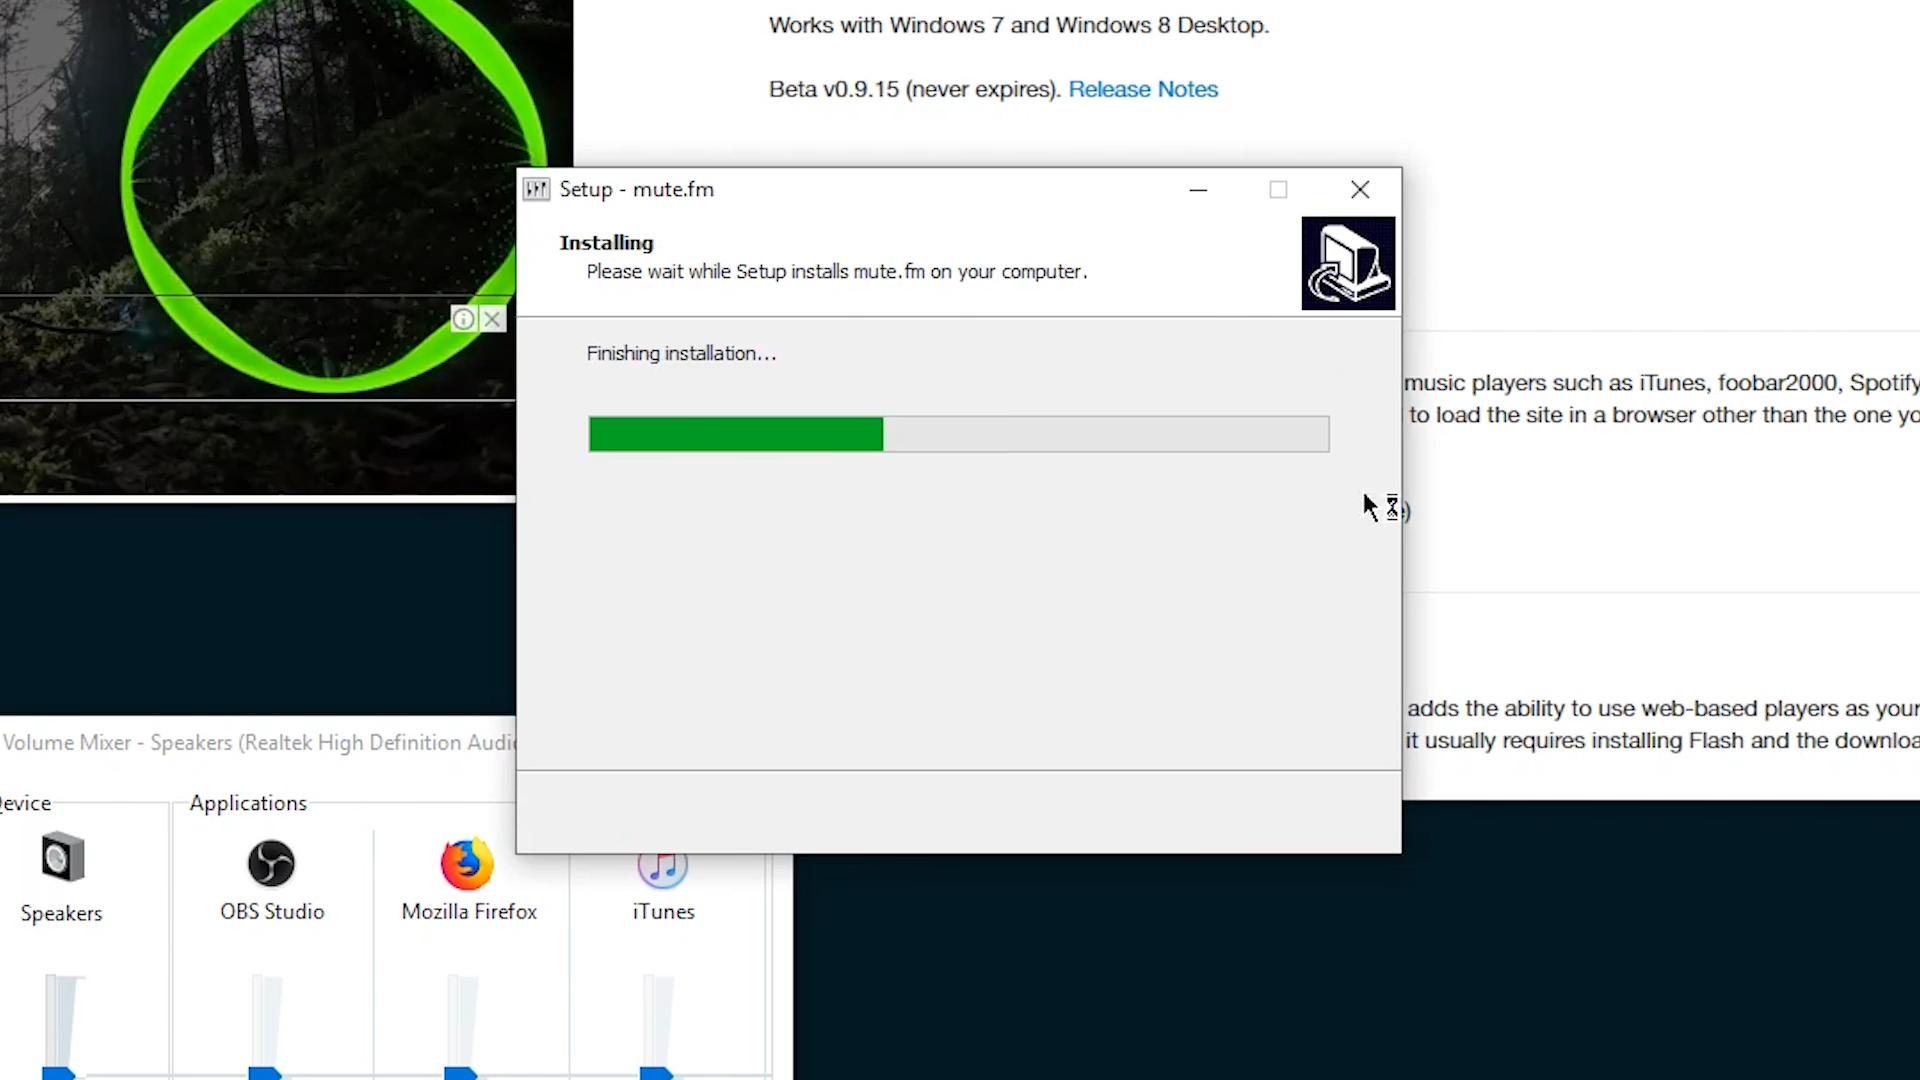 Works with Windows 7 and Windows 8 Desktop.
Beta v0.9.15 (never expires). Release Notes
Setup - mute.fm
Installing
Please wait while Setup installs mute.fm on your computer.
Finishing installation...
music players such as iTunes, foobar2000, Spotify
to load the site in a browser other than the one
adds the ability to use web-based players as your
it usually requires installing Flash and the
Volume Mixer - Speakers (Realtek High Definition
Applications
Speakers
OBS Studio
Mozilla Firefox
iTunes